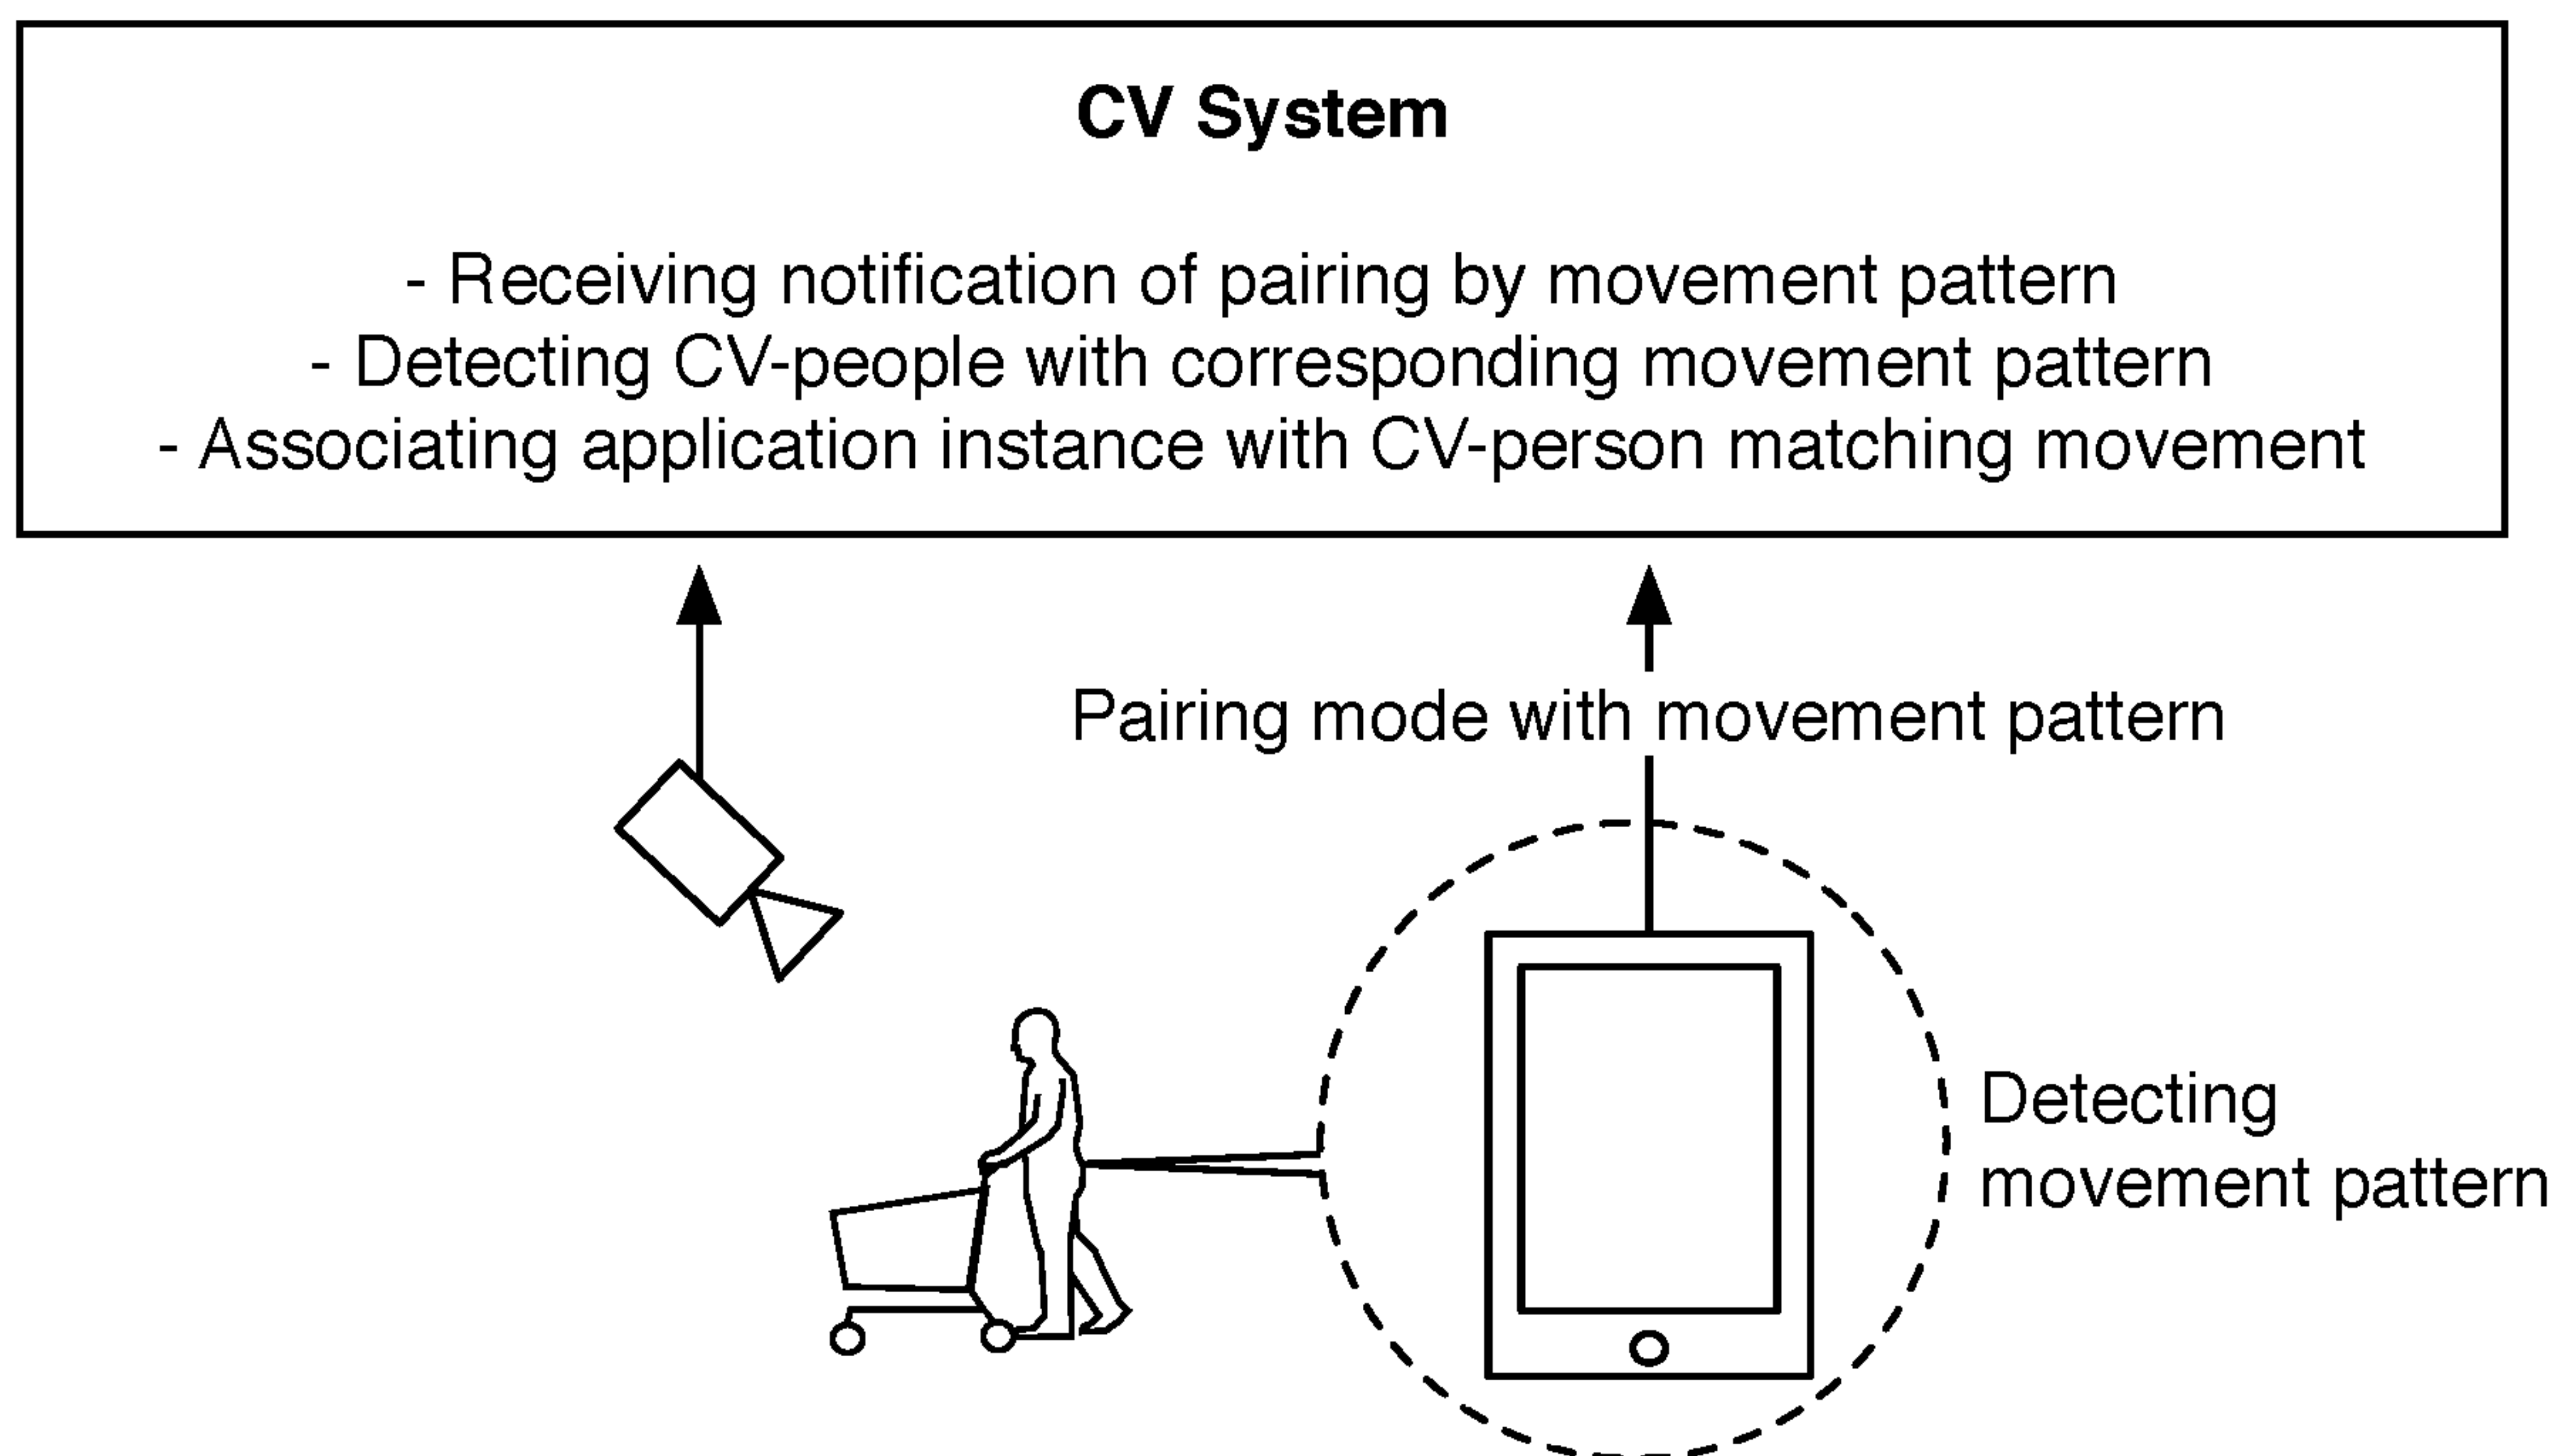 CV System
- Receiving notification of pairing by movement pattern
- Detecting CV-people with corresponding movement pattern
- Associating application instance with CV-person matching movement
Pairing mode with movement pattern
Detecting
movement pattern